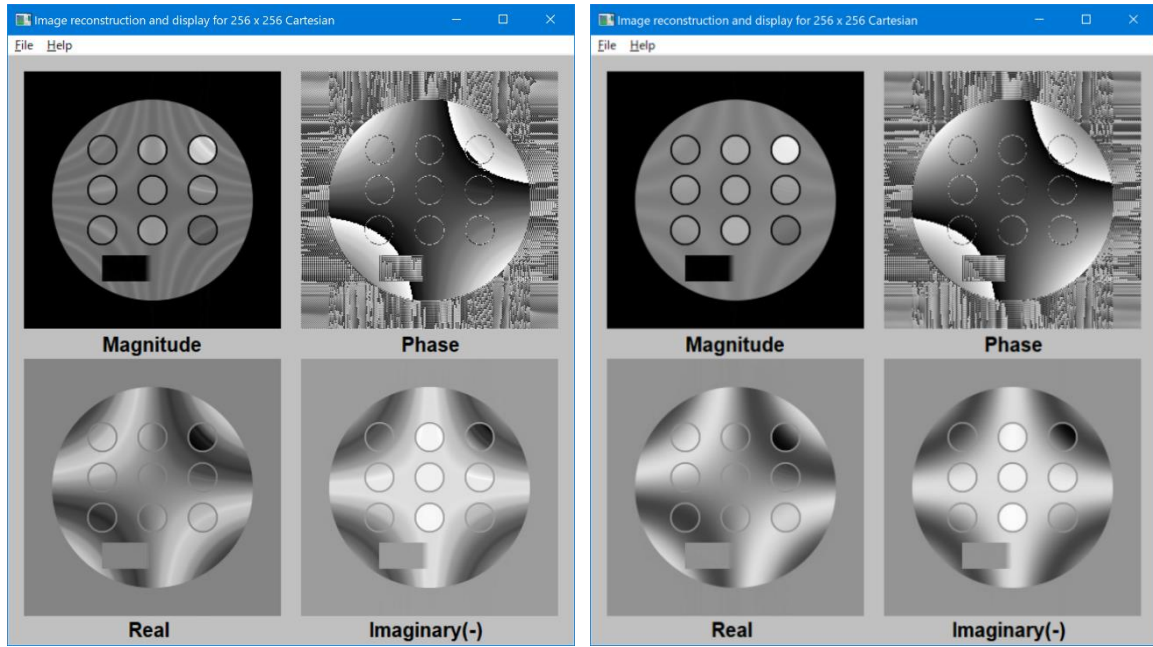 Image reconstruction and display for 256 x 256 Cartesian
File Help
Magnitude Phase
Real Imaginary(-)
Image reconstruction and display for 256 x 256 Cartesian
File Help
Magnitude Phase
Real Imaginary(-)